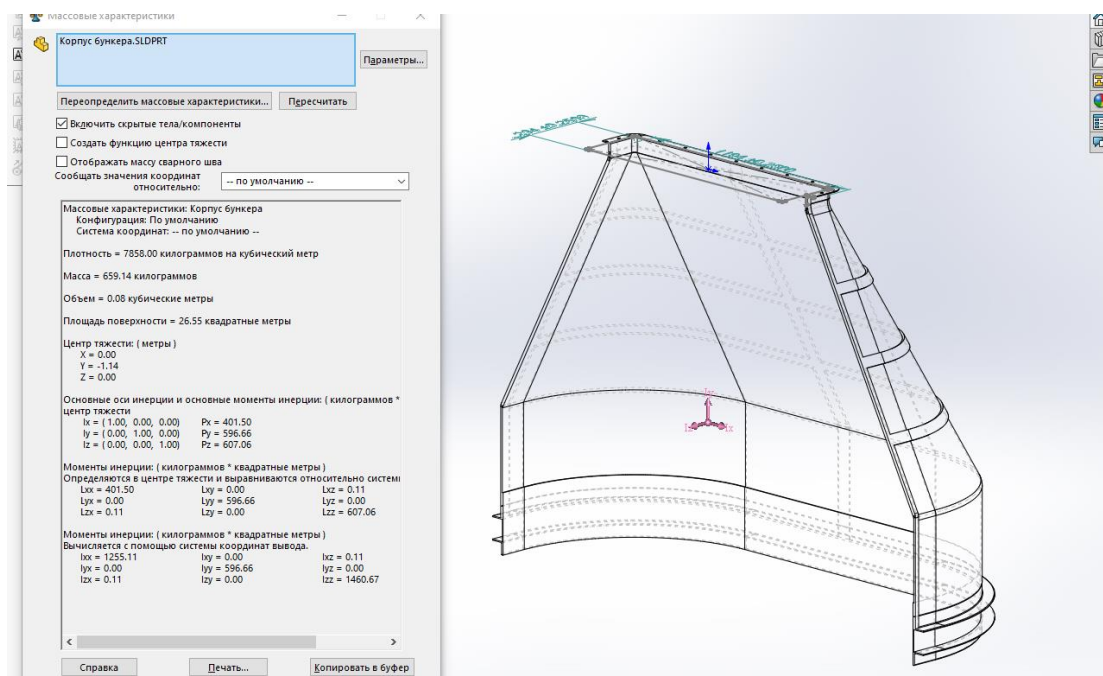 Массовые характеристики
Корпус бункера.SLDPRT
Параметры...
Переопределить массовые характеристики...
Пересчитать
Включить скрытые тела/компоненты
Создать функцию центра тяжести
Отображать массу сварного шва
Сообщать значения координат
относительно:
-- по умолчанию --
Массовые характеристики: Корпус бункера
Конфигурация: По умолчанию
Система координат: -- по умолчанию --
Плотность = 7858.00 килограммов на кубический метр
Масса = 659.14 килограммов
Объем = 0.08 кубические метры
Площадь поверхности = 26.55 квадратные метры
Центр тяжести: ( метры )
X = 0.00
Y = -1.14
Z = 0.00
Основные оси инерции и основные моменты инерции: ( килограммов *
центр тяжести
Ix = ( 1.00, 0.00, 0.00) Px = 401.50
Iy = ( 0.00, 1.00, 0.00) Py = 596.66
Iz = ( 0.00, 0.00, 1.00) Pz = 607.06
Моменты инерции: ( килограммов * квадратные метры )
Определяются в центре тяжести и выравниваются относительно систем
Lxx = 401.50 Lxy = 0.00 Lxz = 0.11
Lyx = 0.00 Lyy = 596.66 Lyz = 0.00
Lzx = 0.11 Lzy = 0.00 Lzz = 607.06
Моменты инерции: ( килограммов * квадратные метры )
Вычисляется с помощью системы координат вывода.
Ixx = 1255.11 Ixy = 0.00 Ixz = 0.11
Iyx = 0.00 Iyy = 596.66 Iyz = 0.00
Izx = 0.11 Izy = 0.00 Izz = 1460.67
Справка
Печать...
Копировать в буфер